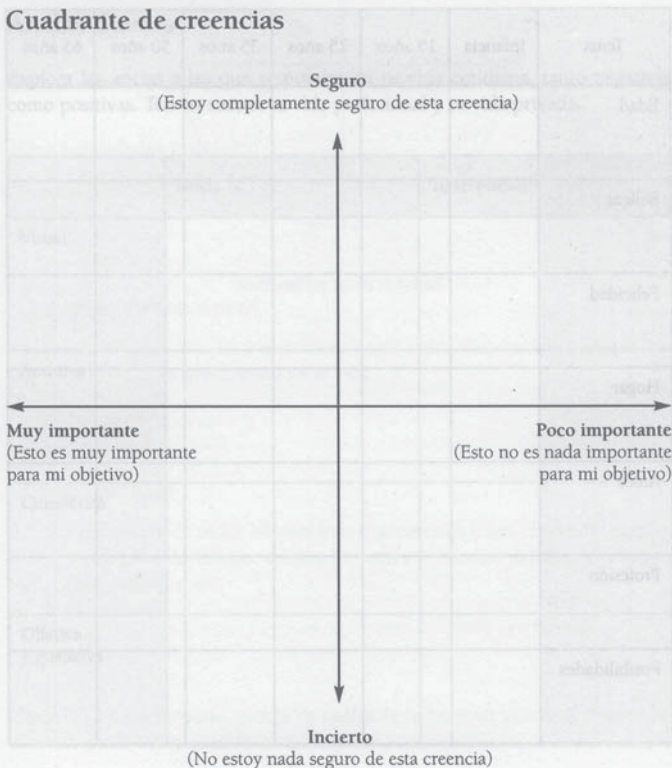 Cuadrante de creencias
Seguro
(Estoy completamente seguro de esta creencia)
Muy importante
(Esto es muy importante
para mi objetivo)
Poco importante
(Esto no es nada importante
para mi objetivo)
Incierto
(No estoy nada seguro de esta creencia)